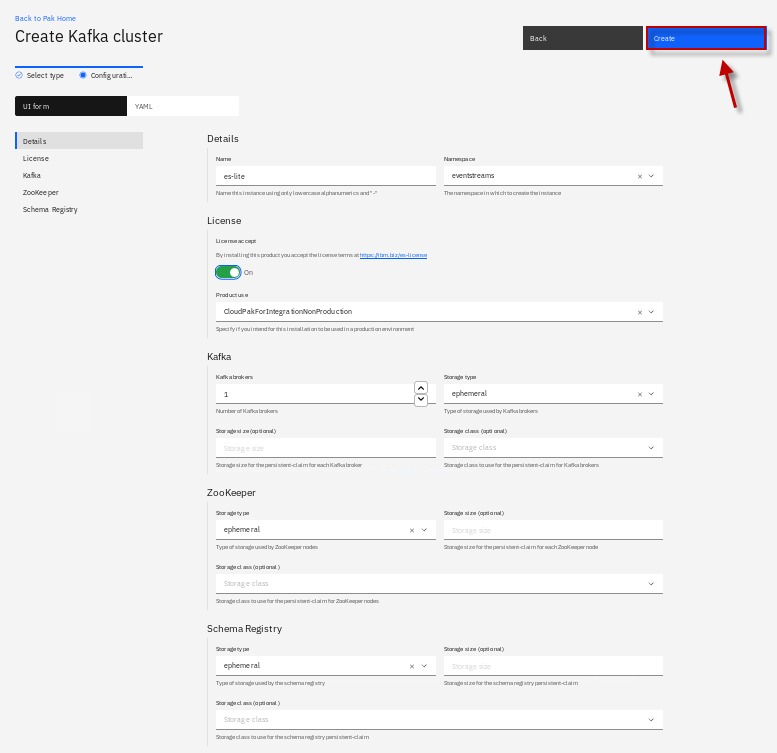 Back to Pak Home
Create Kafka cluster
Back
Create
Select type
Configurati...
UI form
YAML
Details
License
Kafka
ZooKeeper
Schema Registry
Details
Name
Namespace
es-lite
eventstreams
Name this instance using only lowercase alphanumerics and "-"
The namespace in which to create the instance
License
License accept
By installing this product you accept the license terms at https://ibm.biz/es-license
On
Product use
CloudPakForIntegrationNonProduction
Specify if you intend for this installation to be used in a production environment
Kafka
Kafka brokers
Storage type
1
ephemeral
Number of Kafka brokers
Type of storage used by Kafka brokers
Storage size (optional)
Storage class (optional)
Storage size
Storage class
Storage size for the persistent-claim for each Kafka broker
Storage class to use for the persistent-claim for Kafka brokers
ZooKeeper
Storage type
Storage size (optional)
ephemeral
Storage size
Type of storage used by ZooKeeper nodes
Storage size for the persistent-claim for each ZooKeeper node
Storage class (optional)
Storage class
Storage class to use for the persistent-claim for ZooKeeper nodes
Schema Registry
Storage type
Storage size (optional)
ephemeral
Storage size
Type of storage used by the schema registry
Storage size for the schema registry persistent-claim
Storage class (optional)
Storage class
Storage class to use for the schema registry persistent-claim